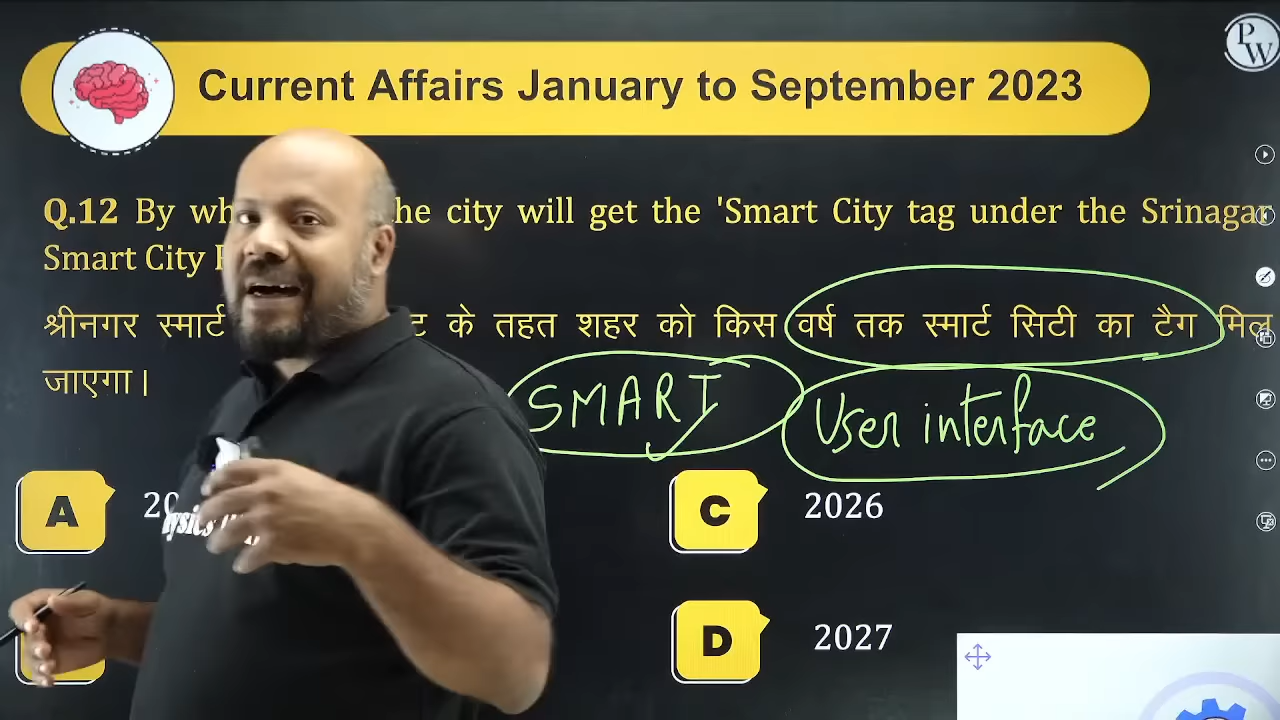 PW
Current Affairs January to September 2023
Q.12 By he city will get the 'Smart City tag under the Srinagar
Smart City
श्रीनगर स्मार्ट के तहत शहर को किस वर्ष तक स्मार्ट सिटी का टैग मिल
जाएगा।
SMART User interface
A C 2026
D 2027